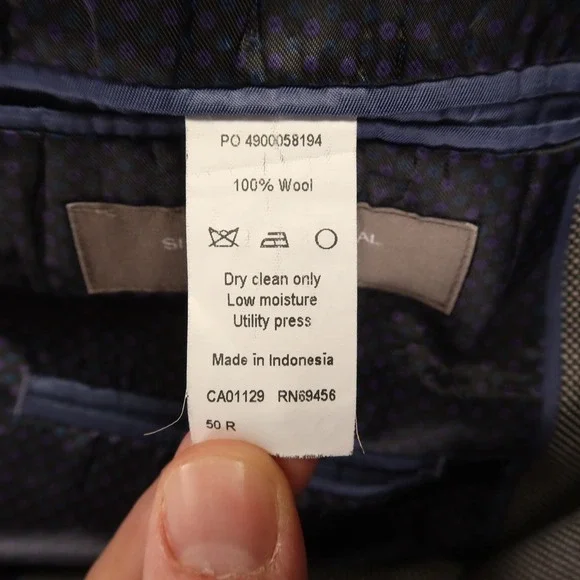 PO 4900058194
100% Wool
Dry clean only
Low moisture
Utility press
Made in Indonesia
CA01129 RN69456
50 R